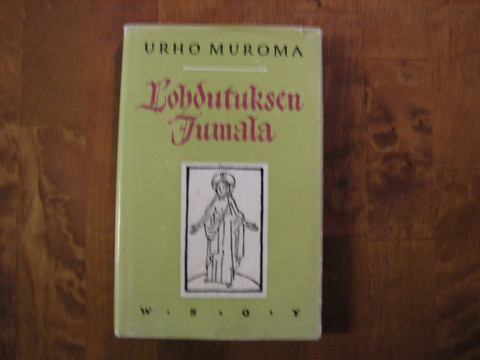 URHO MUROMA
Lohdutuksen
Jumala
W · S · O · Y